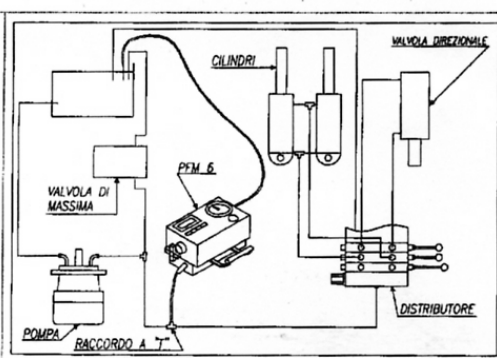 CILINDRI
VALVOLA DIREZIONALE
PFM 6
VALVOLA DI
MASSIMA
DISTRIBUTORE
POMPA
RACCORDO A "T"